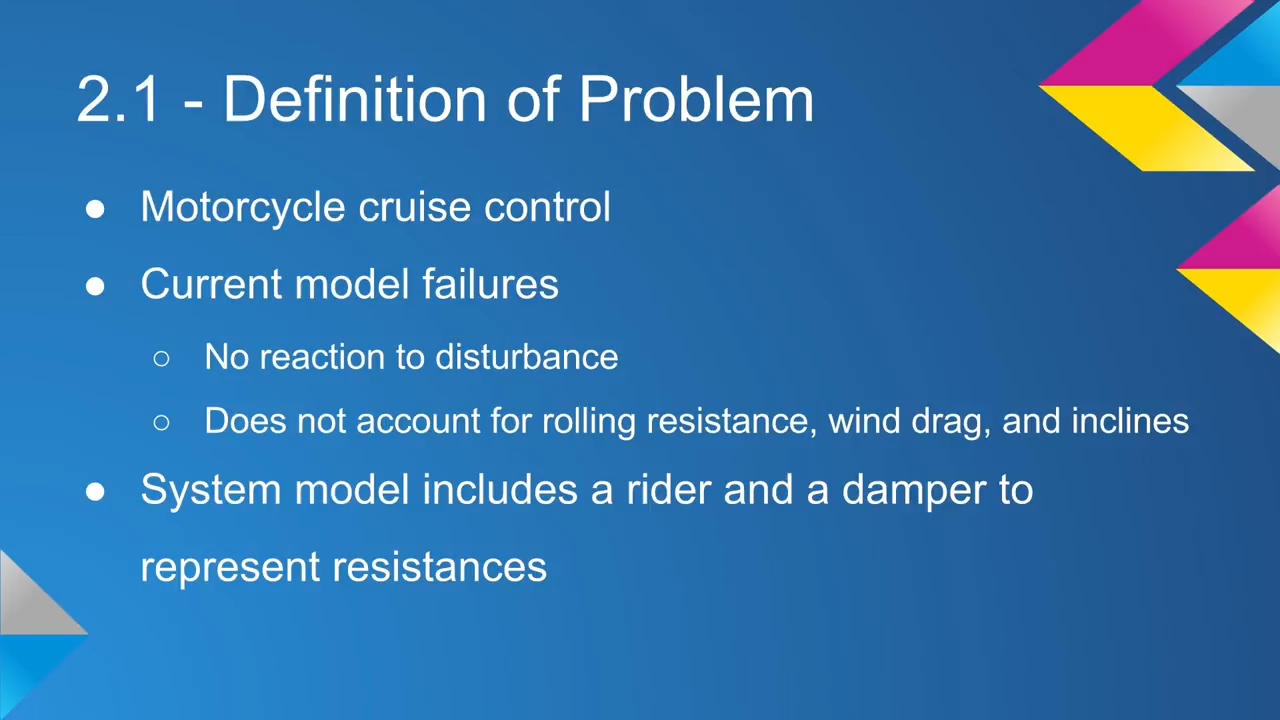 2.1 - Definition of Problem
● Motorcycle cruise control
● Current model failures
○ No reaction to disturbance
○ Does not account for rolling resistance, wind drag, and inclines
● System model includes a rider and a damper to
represent resistances